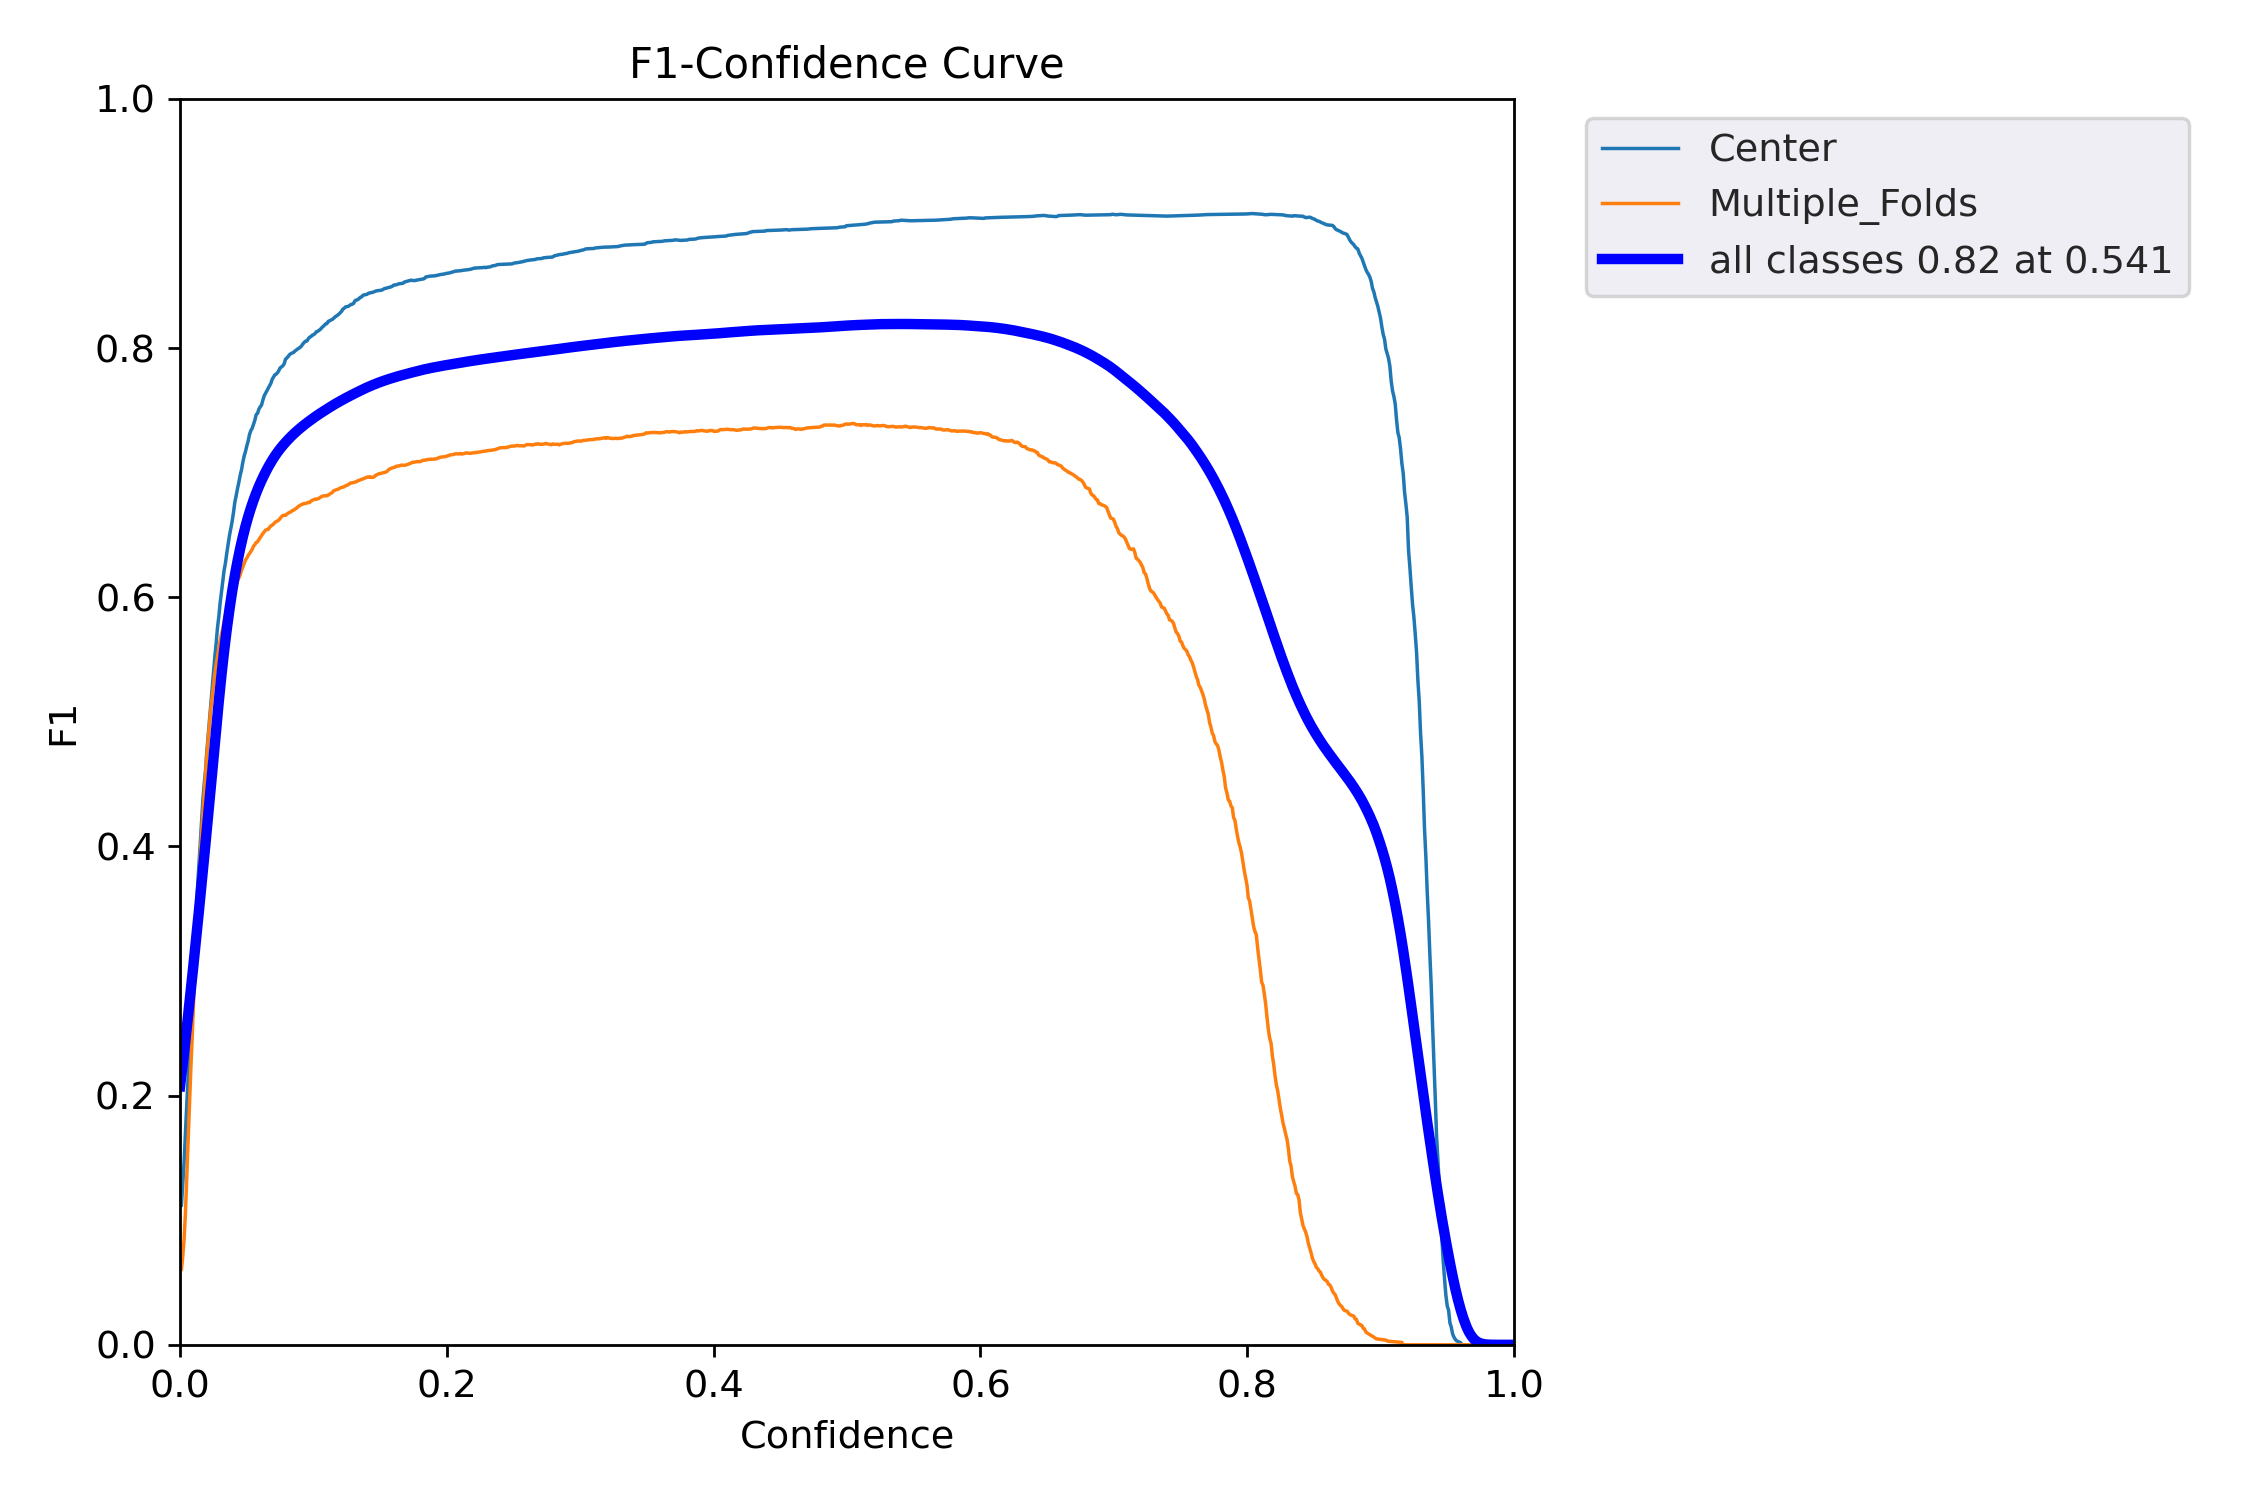 F1-Confidence Curve
Center
Multiple_Folds
all classes 0.82 at 0.541
1.0
0.8
0.6
0.4
0.2
0.0
F1
0.0 0.2 0.4 0.6 0.8 1.0
Confidence